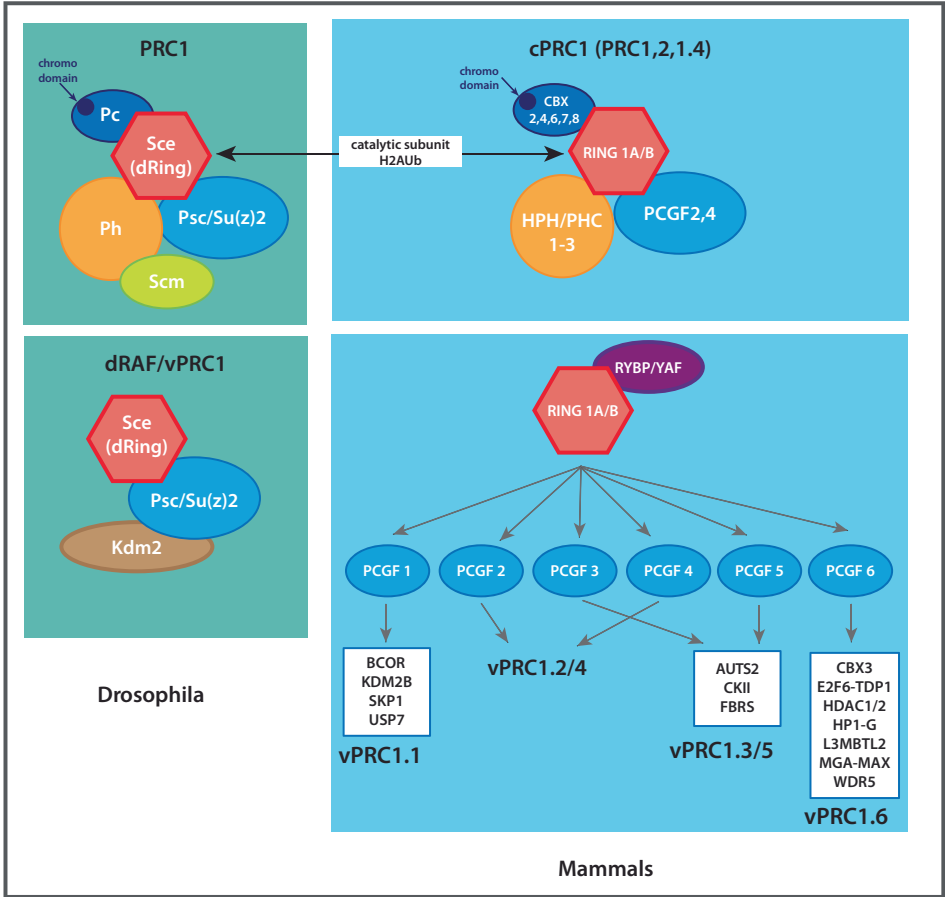 PRC1
chromo
domain
Pc
Sce
(dRing)
Ph
Psc/Su(z)2
Scm
catalytic subunit
H2AUb
cPRC1 (PRC1,2,1.4)
chromo
domain
CBX
2,4,6,7,8
RING 1A/B
HPH/PHC
1-3
PCGF2,4
dRAF/vPRC1
Sce
(dRing)
Psc/Su(z)2
Kdm2
Drosophila
RYBP/YAF
RING 1A/B
PCGF 1
PCGF 2
PCGF 3
PCGF 4
PCGF 5
PCGF 6
BCOR
KDM2B
SKP1
USP7
vPRC1.1
vPRC1.2/4
AUTS2
CKII
FBRS
vPRC1.3/5
CBX3
E2F6-TDP1
HDAC1/2
HP1-G
L3MBTL2
MGA-MAX
WDR5
vPRC1.6
Mammals